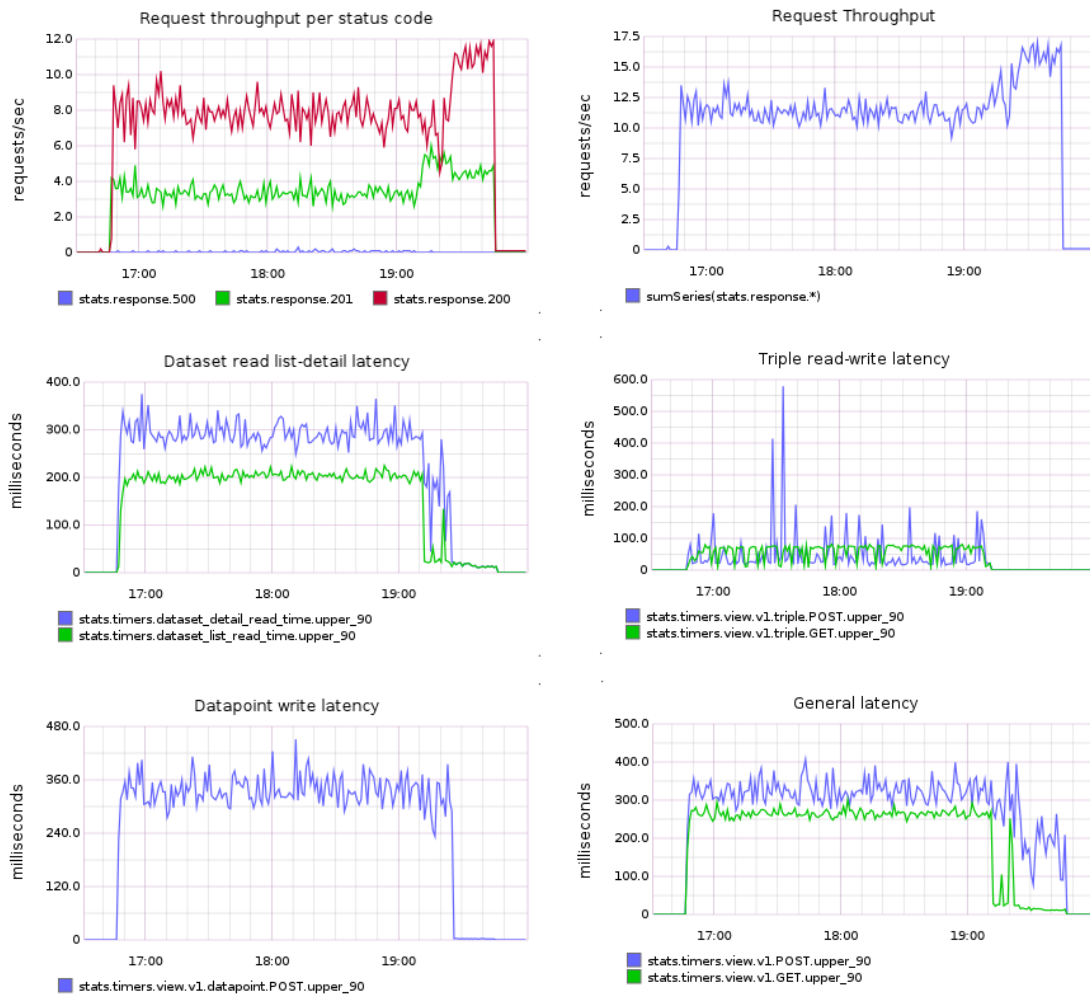 Request throughput per status code
requests/sec
12.0
10.0
8.0
6.0
4.0
2.0
0
17:00 18:00 19:00
stats.response.500 stats.response.201 stats.response.200
Request Throughput
requests/sec
17.5
15.0
12.5
10.0
7.5
5.0
2.5
0
17:00 18:00 19:00
sumSeries(stats.response.*)
Dataset read list-detail latency
milliseconds
400.0
300.0
200.0
100.0
0
17:00 18:00 19:00
stats.timers.dataset_detail_read_time.upper_90
stats.timers.dataset_list_read_time.upper_90
Triple read-write latency
milliseconds
600.0
500.0
400.0
300.0
200.0
100.0
0
17:00 18:00 19:00
stats.timers.view.v1.triple.POST.upper_90
stats.timers.view.v1.triple.GET.upper_90
Datapoint write latency
milliseconds
480.0
360.0
240.0
120.0
0
17:00 18:00 19:00
stats.timers.view.v1.datapoint.POST.upper_90
General latency
milliseconds
500.0
400.0
300.0
200.0
100.0
0
17:00 18:00 19:00
stats.timers.view.v1.POST.upper_90
stats.timers.view.v1.GET.upper_90